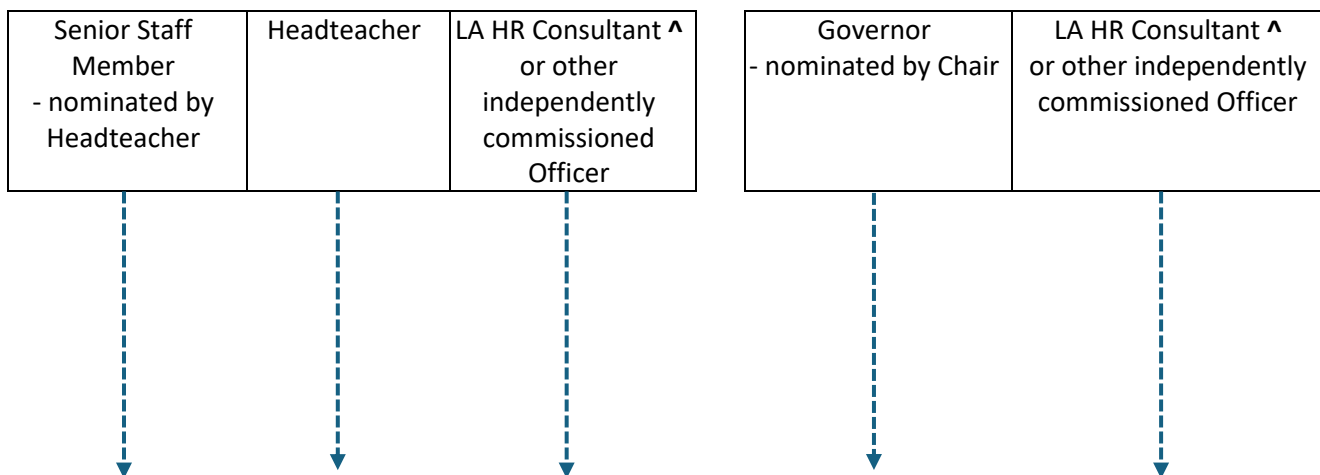 Senior Staff
Member
- nominated by
Headteacher
Headteacher
LA HR Consultant ^
or other
independently
commissioned
Officer
Governor
- nominated by Chair
LA HR Consultant ^
or other independently
commissioned Officer